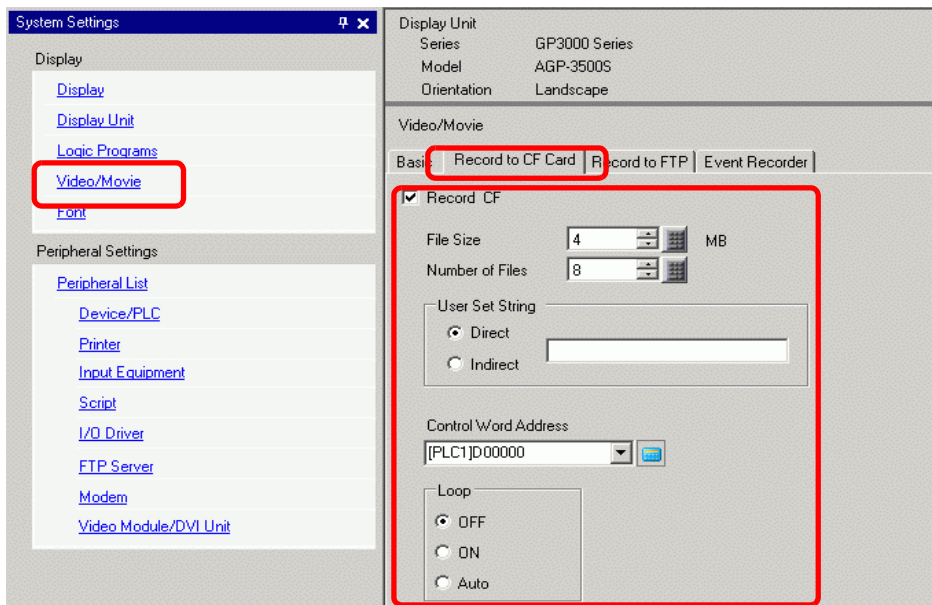 System Settings
Display
Display
Display Unit
Logic Programs
Video/Movie
Font
Peripheral Settings
Peripheral List
Device/PLC
Printer
Input Equipment
Script
I/O Driver
FTP Server
Modem
Video Module/DVI Unit
Display Unit
Series GP3000 Series
Model AGP-3500S
Orientation Landscape
Video/Movie
Basic Record to CF Card Record to FTP Event Recorder
Record CF
File Size 4 MB
Number of Files 8
User Set String
Direct
Indirect
Control Word Address
[PLC1]D00000
Loop
OFF
ON
Auto